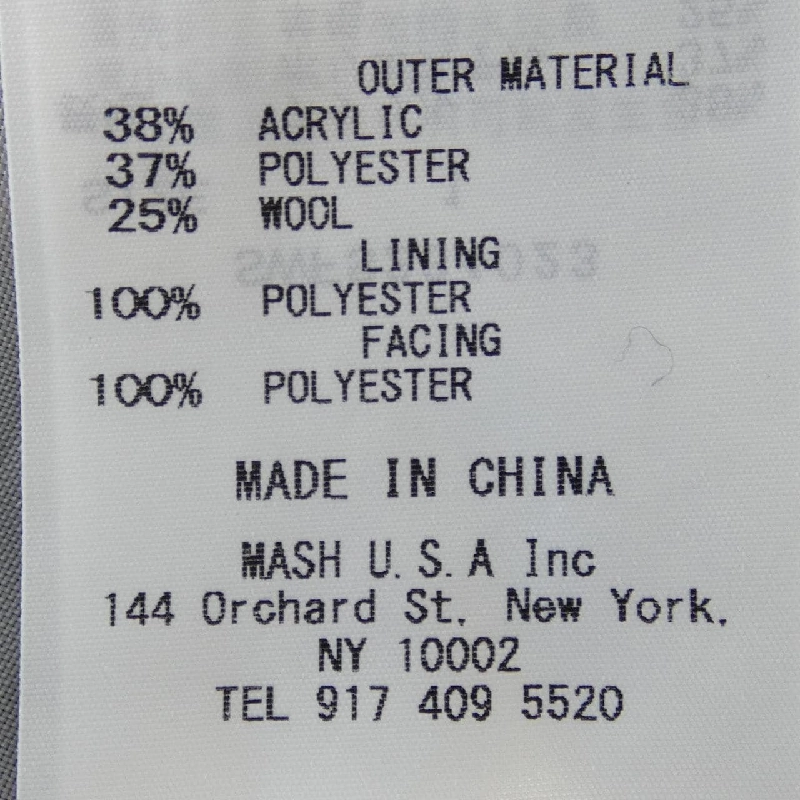 OUTER MATERIAL
38% ACRYLIC
37% POLYESTER
25% WOOL
LINING
100% POLYESTER
FACING
100% POLYESTER
MADE IN CHINA
MASH U.S.A Inc
144 Orchard St, New York,
NY 10002
TEL 917 409 5520